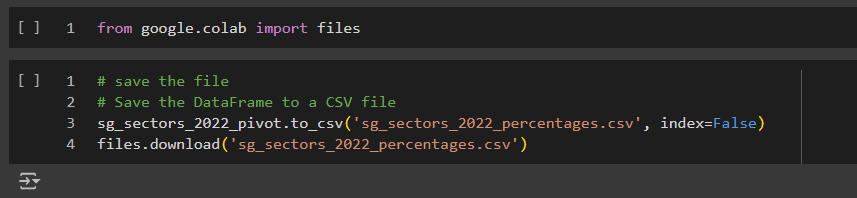 [ ] 1 from google.colab import files
[ ] 1 # save the file
2 # Save the DataFrame to a CSV file
3 sg_sectors_2022_pivot.to_csv('sg_sectors_2022_percentages.csv', index=False)
4 files.download('sg_sectors_2022_percentages.csv')